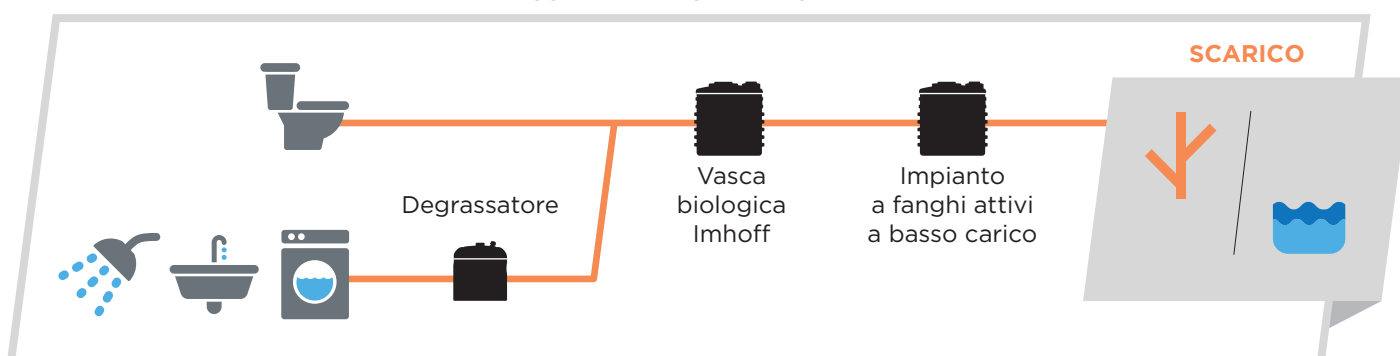 SCARICO
Degrassatore
Vasca
biologica
Imhoff
Impianto
a fanghi attivi
a basso carico